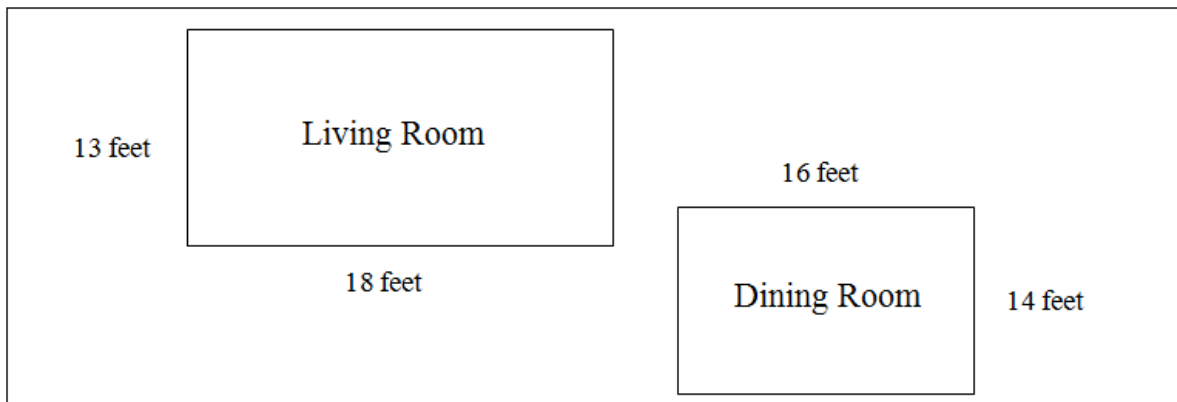 Living Room
13 feet
18 feet
16 feet
Dining Room
14 feet